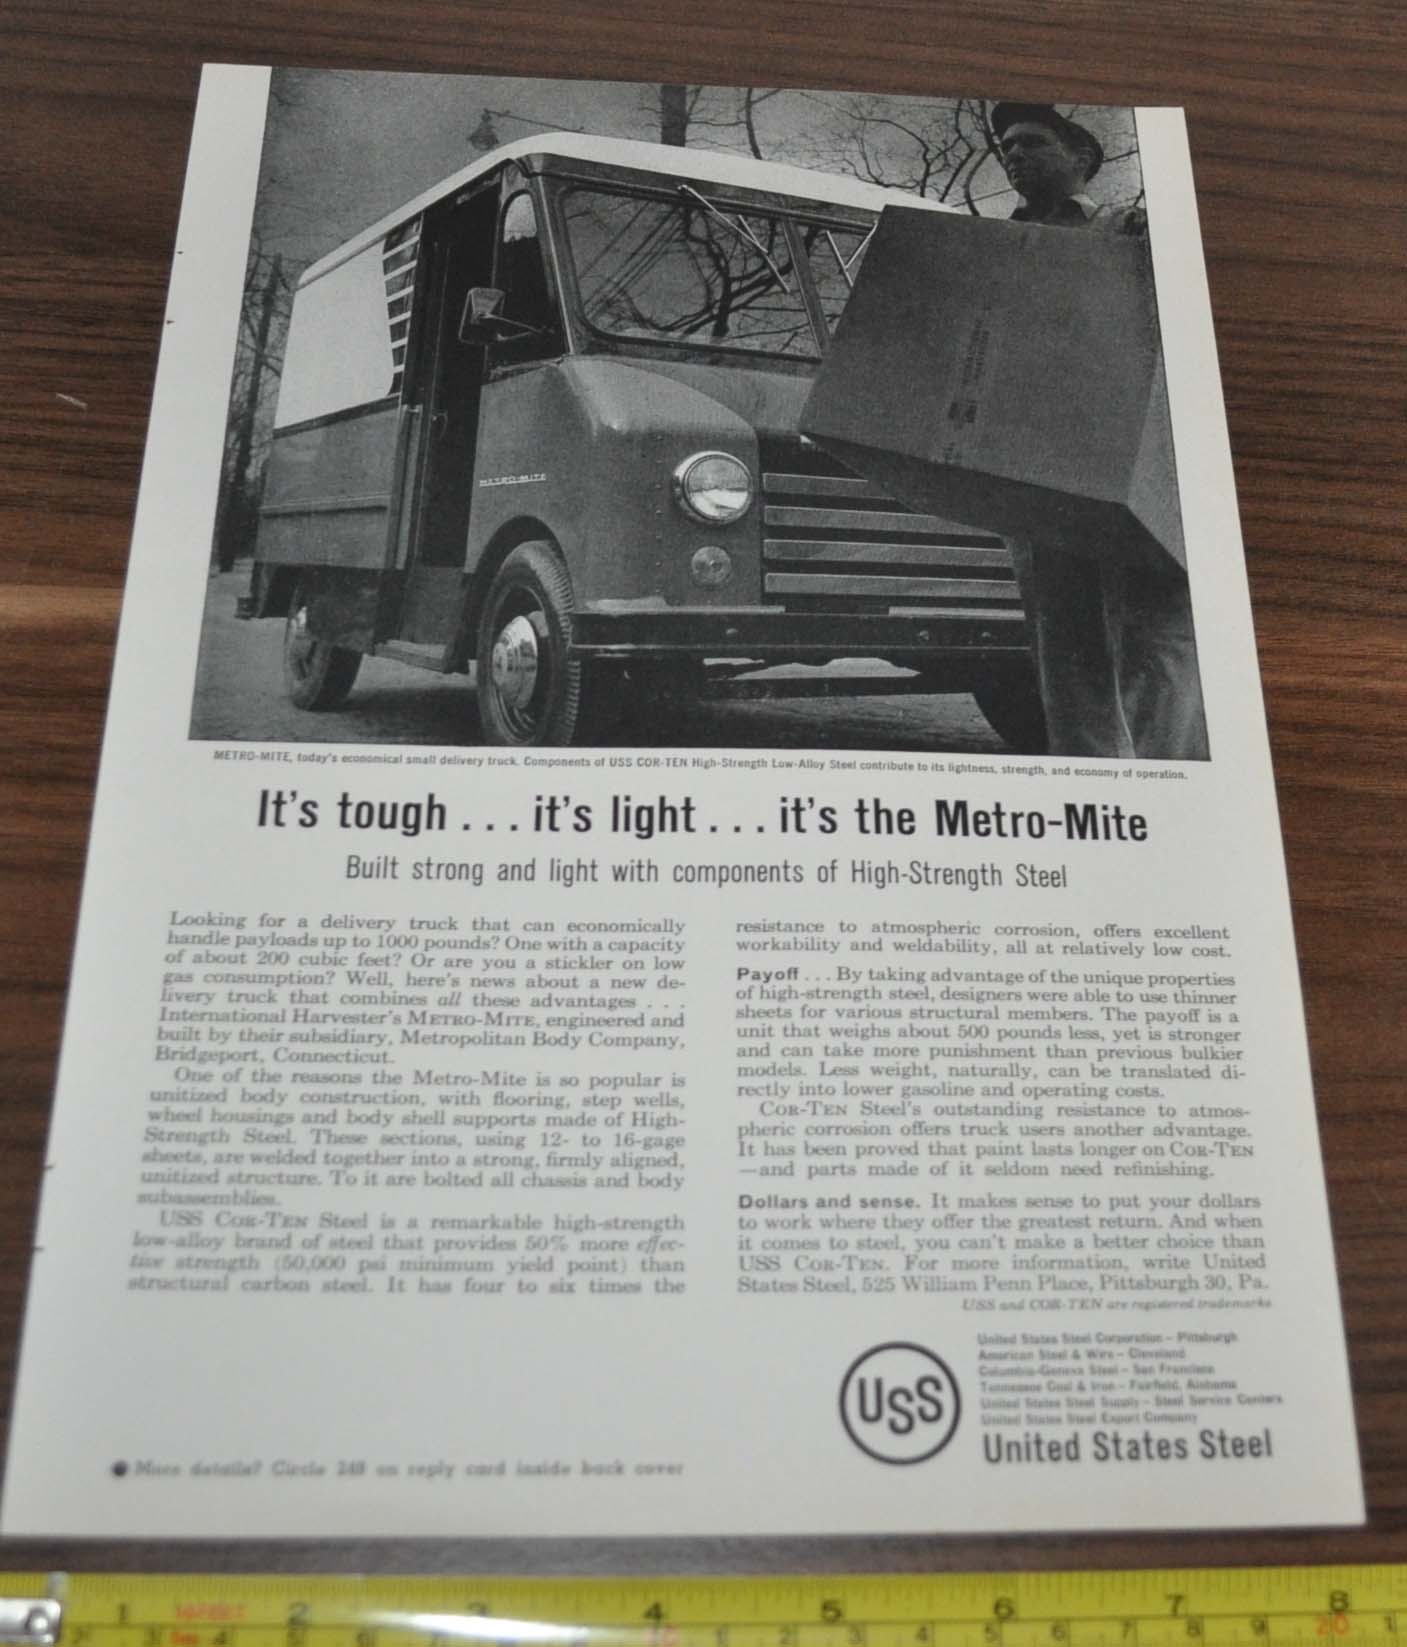 METRO-MITE
METRO-MITE, today's economical small delivery truck. Components of USS COR-TEN High-Strength Low-Alloy Steel contribute to its lightness, strength, and economy of operation.
It's tough . . . it's light . . . it's the Metro-Mite
Built strong and light with components of High-Strength Steel
Looking for a delivery truck that can economically
handle payloads up to 1000 pounds? One with a capacity
of about 200 cubic feet? Or are you a stickler on low
gas consumption? Well, here's news about a new de-
livery truck that combines all these advantages . . .
International Harvester's METRO-MITE, engineered and
built by their subsidiary, Metropolitan Body Company,
Bridgeport, Connecticut.
One of the reasons the Metro-Mite is so popular is
unitized body construction, with flooring, step wells,
wheel housings and body shell supports made of High-
Strength Steel. These sections, using 12- to 16-gage
sheets, are welded together into a strong, firmly aligned,
unitized structure. To it are bolted all chassis and body
subassemblies.
USS COR-TEN Steel is a remarkable high-strength
low-alloy brand of steel that provides 50% more effec-
tive strength (50,000 psi minimum yield point) than
structural carbon steel. It has four to six times the
resistance to atmospheric corrosion, offers excellent
workability and weldability, all at relatively low cost.
Payoff . . . By taking advantage of the unique properties
of high-strength steel, designers were able to use thinner
sheets for various structural members. The payoff is a
unit that weighs about 500 pounds less, yet is stronger
and can take more punishment than previous bulkier
models. Less weight, naturally, can be translated di-
rectly into lower gasoline and operating costs.
COR-TEN Steel's outstanding resistance to atmos-
pheric corrosion offers truck users another advantage.
It has been proved that paint lasts longer on COR-TEN
—and parts made of it seldom need refinishing.
Dollars and sense. It makes sense to put your dollars
to work where they offer the greatest return. And when
it comes to steel, you can't make a better choice than
USS COR-TEN. For more information, write United
States Steel, 525 William Penn Place, Pittsburgh 30, Pa.
USS and COR-TEN are registered trademarks
USS
United States Steel Corporation – Pittsburgh
American Steel & Wire – Cleveland
Columbia-Geneva Steel – San Francisco
Tennessee Coal & Iron – Fairfield, Alabama
United States Steel Supply – Steel Service Centers
United States Steel Export Company
United States Steel
More details? Circle 248 on reply card inside back cover
1 2 3 4 5 6 7 8